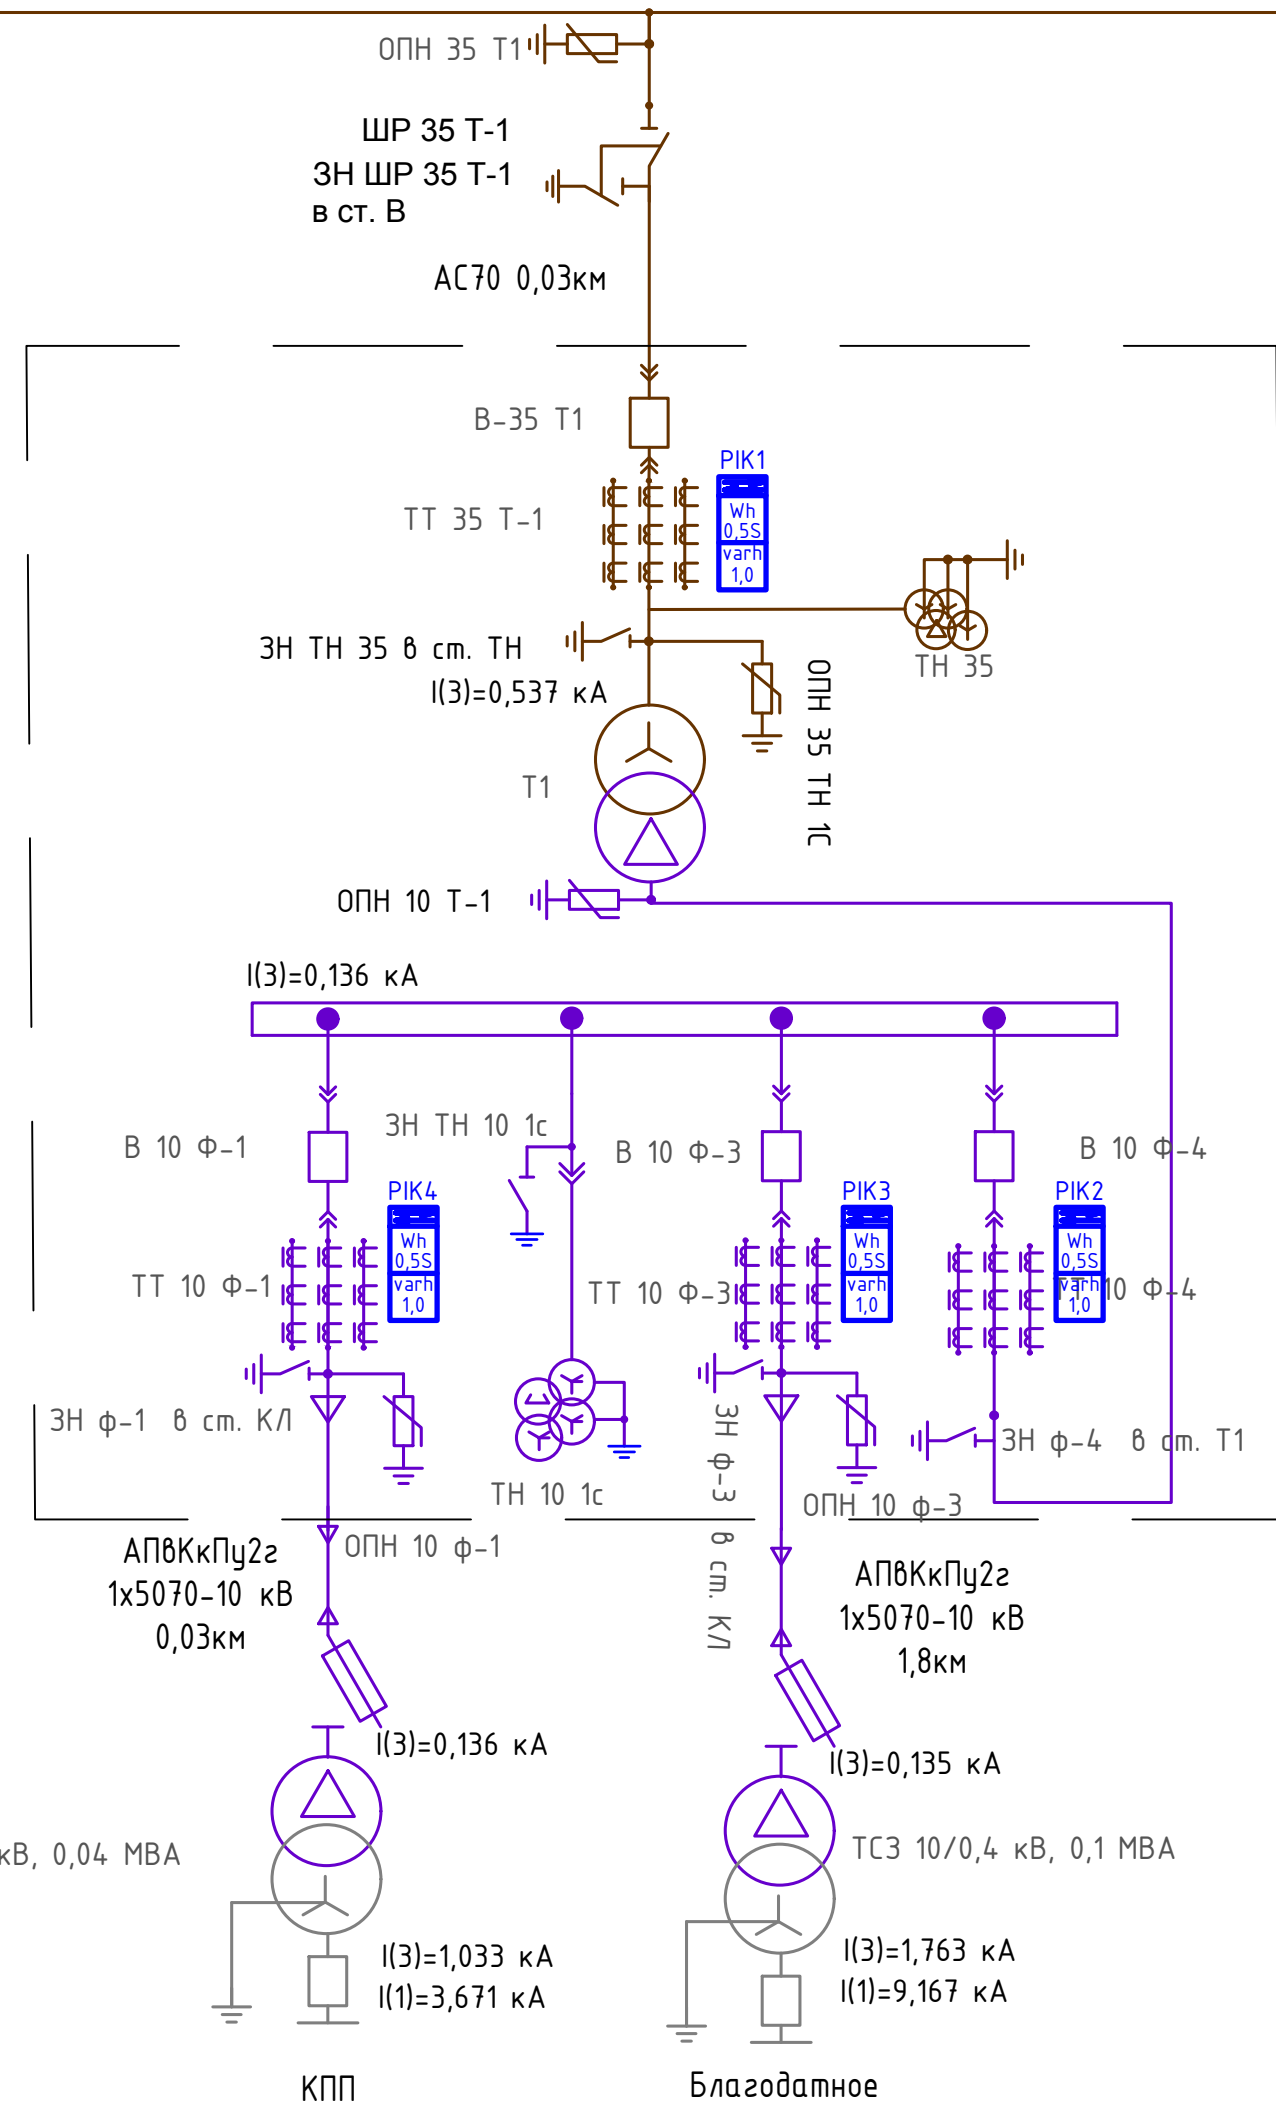 ОПН 35 Т1
ШР 35 Т-1
ЗН ШР 35 Т-1
в ст. В
АС70 0,03км
В-35 Т1
PIK1
Wh
0,5S
varh
1,0
ТТ 35 Т-1
ЗН ТН 35 в ст. ТН
ТН 35
I(3)=0,537 кА
ОПН 35 ТН 1С
Т1
ОПН 10 Т-1
I(3)=0,136 кА
В 10 Ф-1
ЗН ТН 10 1с
В 10 Ф-3
В 10 Ф-4
PIK4
Wh
0,5S
varh
1,0
PIK3
Wh
0,5S
varh
1,0
PIK2
Wh
0,5S
varh
1,0
ТТ 10 Ф-1
ТТ 10 Ф-3
ТТ 10 Ф-4
ЗН ф-1 в ст. КЛ
ЗН ф-3 в ст. КЛ
ЗН ф-4 в ст. Т1
ТН 10 1с
ОПН 10 ф-3
ОПН 10 ф-1
АПвКкПу2г
1х5070-10 кВ
0,03км
АПвКкПу2г
1х5070-10 кВ
1,8км
I(3)=0,136 кА
I(3)=0,135 кА
кВ, 0,04 МВА
ТСЗ 10/0,4 кВ, 0,1 МВА
I(3)=1,033 кА
I(1)=3,671 кА
I(3)=1,763 кА
I(1)=9,167 кА
КПП
Благодатное